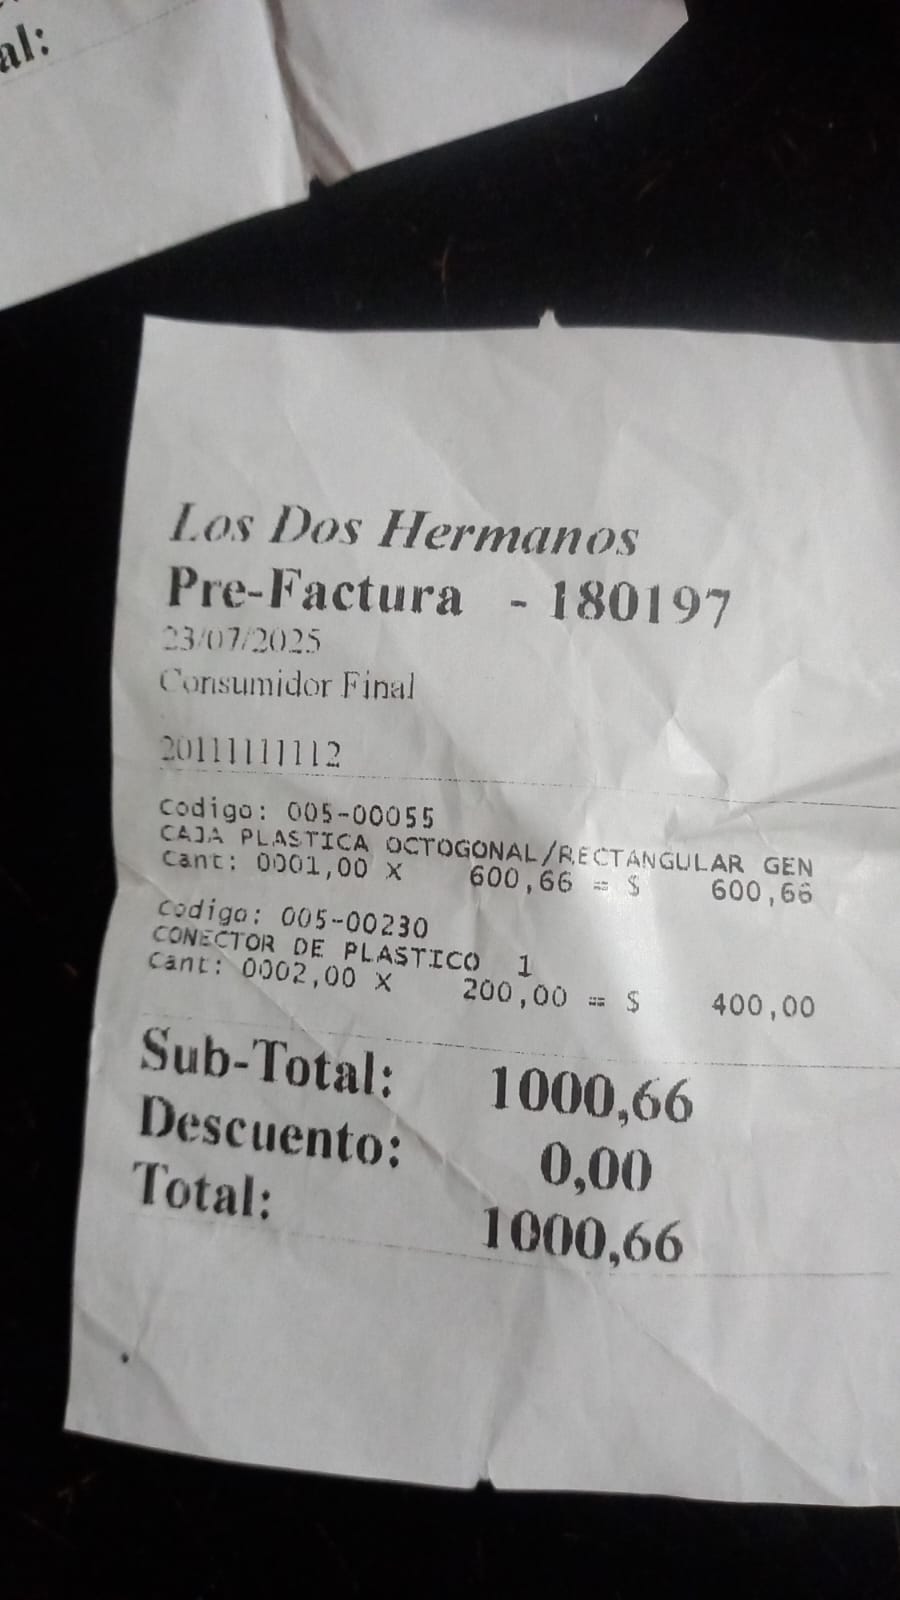 al:
Los Dos Hermanos
Pre-Factura - 180197
23/07/2025
Consumidor Final
20111111112
Codigo: 005-00055
CAJA PLASTICA OCTOGONAL/RECTANGULAR GEN
Cant: 0001,00 X 600,66 = $ 600,66
Codigo: 005-00230
CONECTOR DE PLASTICO 1
Cant: 0002,00 X 200,00 = $ 400,00
Sub-Total: 1000,66
Descuento: 0,00
Total: 1000,66